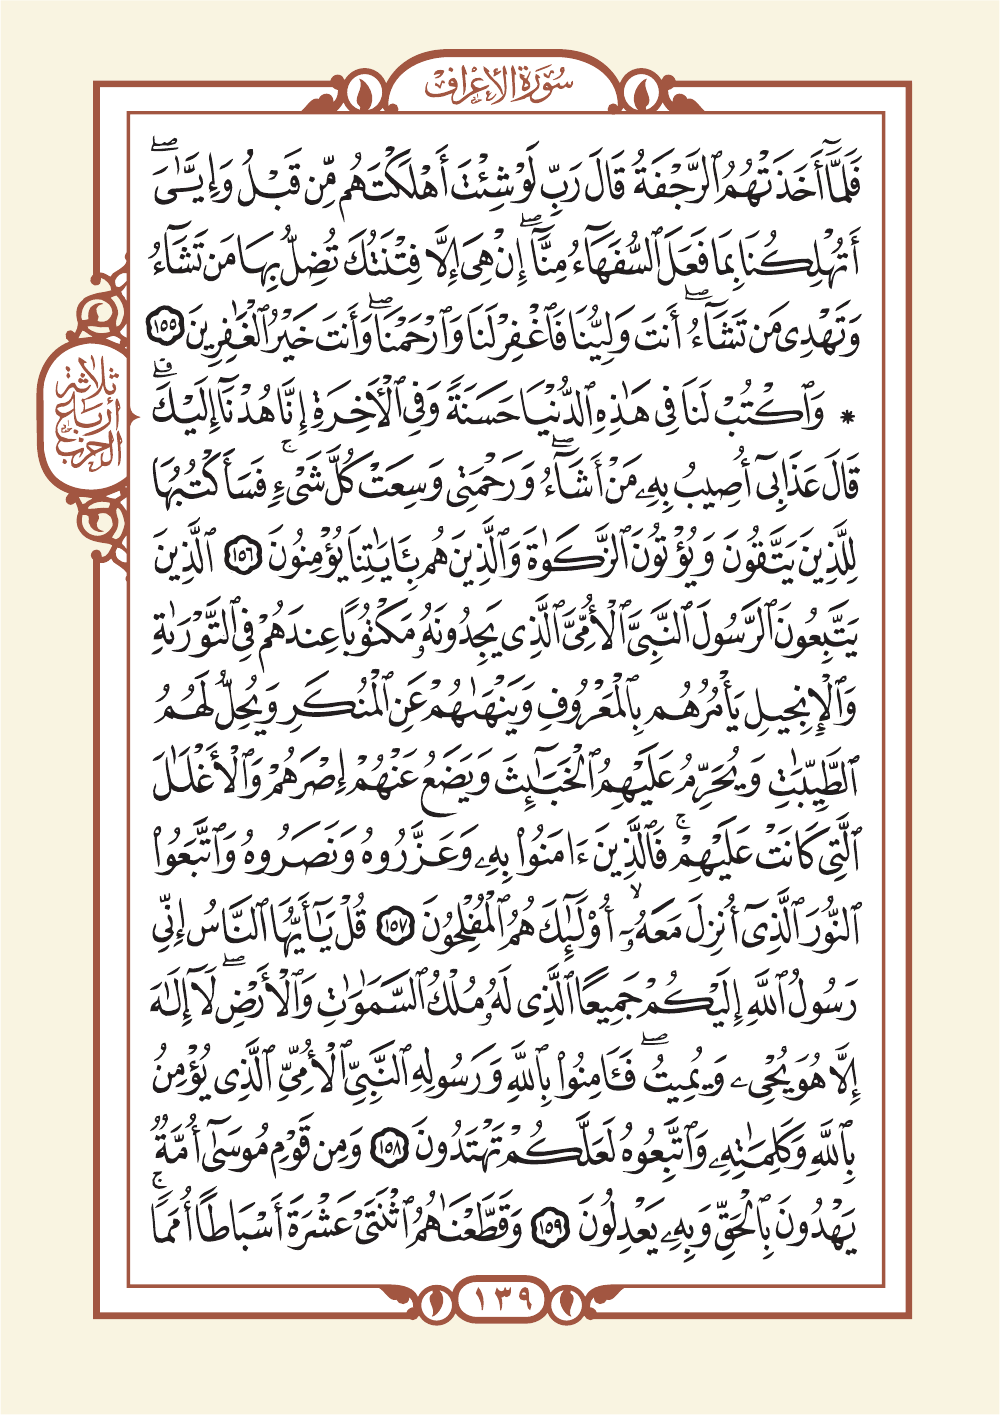 سُورَةُ الأَعْرَافِ
فَلَمَّآ أَخَذَتْهُمُ ٱلرَّجْفَةُ قَالَ رَبِّ لَوْ شِئْتَ أَهْلَكْتَهُم مِّن قَبْلُ وَإِيَّـٰىَ ۖ
أَتُهْلِكُنَا بِمَا فَعَلَ ٱلسُّفَهَآءُ مِنَّآ ۖ إِنْ هِىَ إِلَّا فِتْنَتُكَ تُضِلُّ بِهَا مَن تَشَآءُ
وَتَهْدِى مَن تَشَآءُ ۖ أَنتَ وَلِيُّنَا فَٱغْفِرْ لَنَا وَٱرْحَمْنَا ۖ وَأَنتَ خَيْرُ ٱلْغَـٰفِرِينَ ١٥٥
* وَٱكْتُبْ لَنَا فِى هَـٰذِهِ ٱلدُّنْيَا حَسَنَةً وَفِى ٱلْـَٔاخِرَةِ إِنَّا هُدْنَآ إِلَيْكَ ۚ
قَالَ عَذَابِىٓ أُصِيبُ بِهِۦ مَنْ أَشَآءُ ۖ وَرَحْمَتِى وَسِعَتْ كُلَّ شَىْءٍ ۚ فَسَأَكْتُبُهَا
لِلَّذِينَ يَتَّقُونَ وَيُؤْتُونَ ٱلزَّكَوٰةَ وَٱلَّذِينَ هُم بِـَٔايَـٰتِنَا يُؤْمِنُونَ ١٥٦ ٱلَّذِينَ
يَتَّبِعُونَ ٱلرَّسُولَ ٱلنَّبِىَّ ٱلْأُمِّىَّ ٱلَّذِى يَجِدُونَهُۥ مَكْتُوبًا عِندَهُمْ فِى ٱلتَّوْرَىٰةِ
وَٱلْإِنجِيلِ يَأْمُرُهُم بِٱلْمَعْرُوفِ وَيَنْهَىٰهُمْ عَنِ ٱلْمُنكَرِ وَيُحِلُّ لَهُمُ
ٱلطَّيِّبَـٰتِ وَيُحَرِّمُ عَلَيْهِمُ ٱلْخَبَـٰٓئِثَ وَيَضَعُ عَنْهُمْ إِصْرَهُمْ وَٱلْأَغْلَـٰلَ
ٱلَّتِى كَانَتْ عَلَيْهِمْ ۚ فَٱلَّذِينَ ءَامَنُوا۟ بِهِۦ وَعَزَّرُوهُ وَنَصَرُوهُ وَٱتَّبَعُوا۟
ٱلنُّورَ ٱلَّذِىٓ أُنزِلَ مَعَهُۥٓ ۙ أُو۟لَـٰٓئِكَ هُمُ ٱلْمُفْلِحُونَ ١٥٧ قُلْ يَـٰٓأَيُّهَا ٱلنَّاسُ إِنِّى
رَسُولُ ٱللَّهِ إِلَيْكُمْ جَمِيعًا ٱلَّذِى لَهُۥ مُلْكُ ٱلسَّمَـٰوَٰتِ وَٱلْأَرْضِ ۖ لَآ إِلَـٰهَ
إِلَّا هُوَ يُحْىِۦ وَيُمِيتُ ۖ فَـَٔامِنُوا۟ بِٱللَّهِ وَرَسُولِهِ ٱلنَّبِىِّ ٱلْأُمِّىِّ ٱلَّذِى يُؤْمِنُ
بِٱللَّهِ وَكَلِمَـٰتِهِۦ وَٱتَّبِعُوهُ لَعَلَّكُمْ تَهْتَدُونَ ١٥٨ وَمِن قَوْمِ مُوسَىٰٓ أُمَّةٌ
يَهْدُونَ بِٱلْحَقِّ وَبِهِۦ يَعْدِلُونَ ١٥٩ وَقَطَّعْنَـٰهُمُ ٱثْنَتَىْ عَشْرَةَ أَسْبَاطًا أُمَمًا ۚ
ثلاثة
أرباع
الحزب
١٣٩